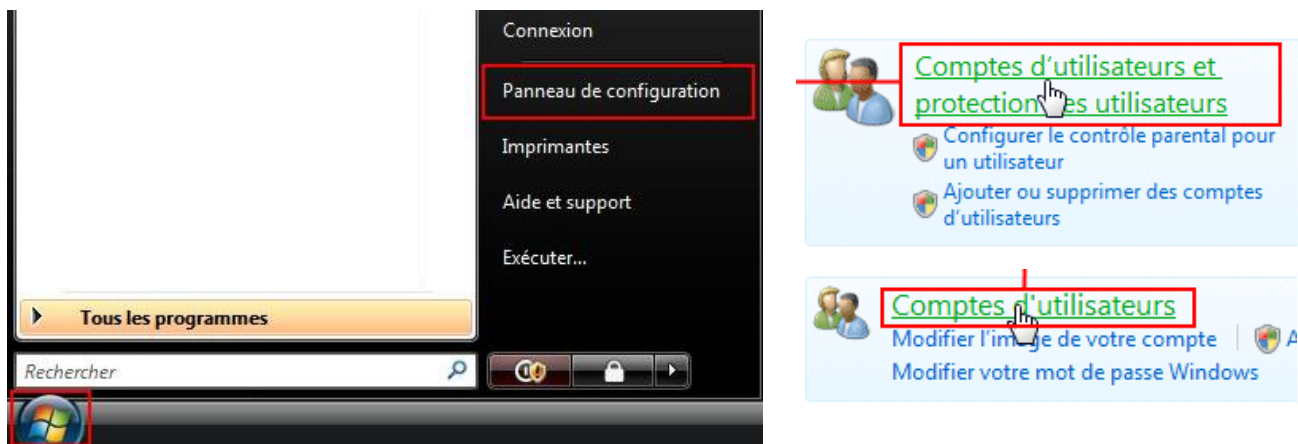 Connexion
Panneau de configuration
Imprimantes
Aide et support
Exécuter...
Tous les programmes
Rechercher
Comptes d'utilisateurs et
protection des utilisateurs
Configurer le contrôle parental pour
un utilisateur
Ajouter ou supprimer des comptes
d'utilisateurs
Comptes d'utilisateurs
Modifier l'image de votre compte
Modifier votre mot de passe Windows